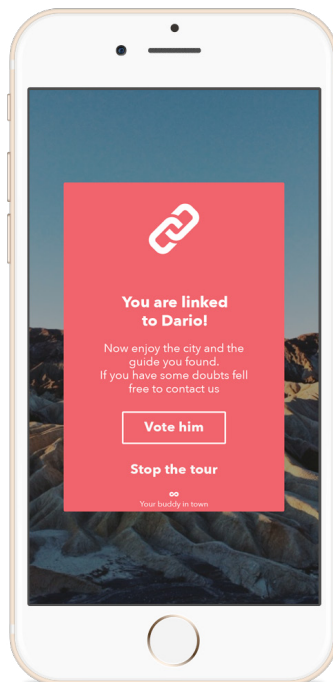 You are linked
to Dario!
Now enjoy the city and the
guide you found.
If you have some doubts fell
free to contact us
Vote him
Stop the tour
Your buddy in town